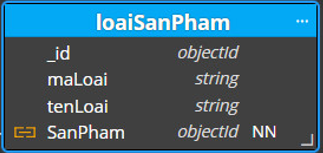 loaiSanPham ...
_id objectId
maLoai string
tenLoai string
SanPham objectId NN